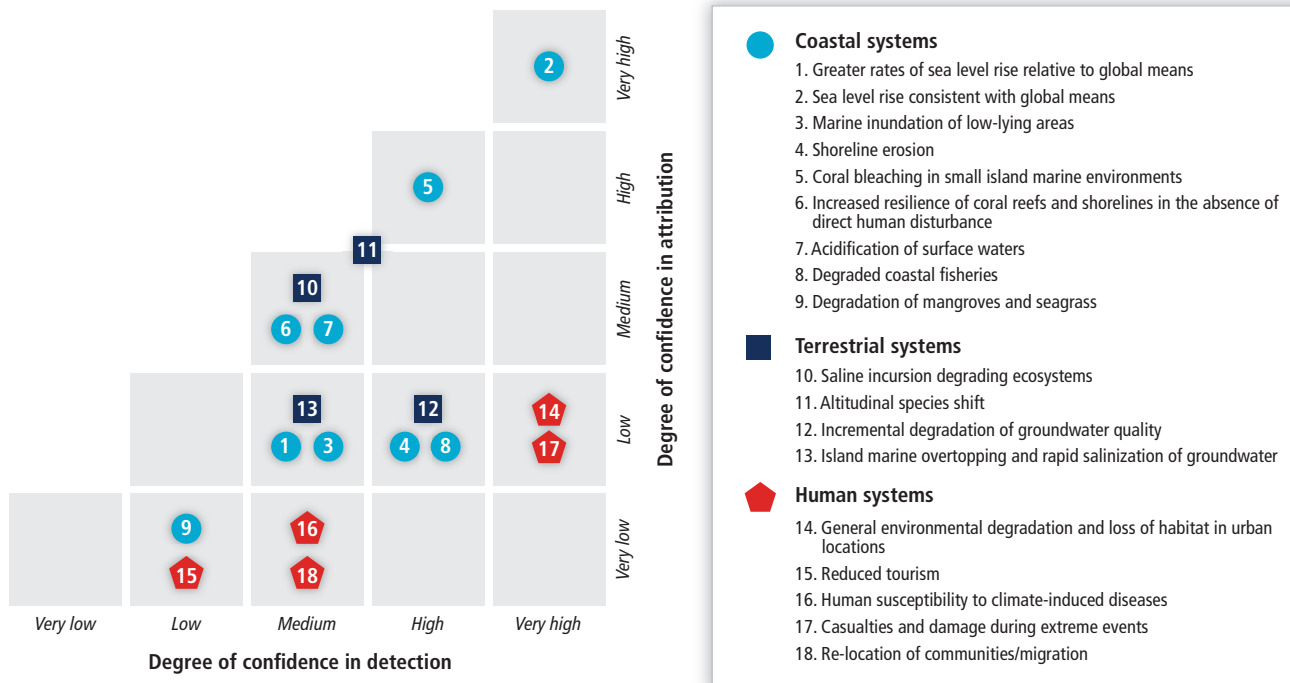 2
Very high
5
High
11
10
Medium
6 7
13 12 14
1 3 4 8 17
Low
9 16
15 18
Very low
Degree of confidence in attribution
Very low Low Medium High Very high
Degree of confidence in detection
Coastal systems
1. Greater rates of sea level rise relative to global means
2. Sea level rise consistent with global means
3. Marine inundation of low-lying areas
4. Shoreline erosion
5. Coral bleaching in small island marine environments
6. Increased resilience of coral reefs and shorelines in the absence of
direct human disturbance
7. Acidification of surface waters
8. Degraded coastal fisheries
9. Degradation of mangroves and seagrass
Terrestrial systems
10. Saline incursion degrading ecosystems
11. Altitudinal species shift
12. Incremental degradation of groundwater quality
13. Island marine overtopping and rapid salinization of groundwater
Human systems
14. General environmental degradation and loss of habitat in urban
locations
15. Reduced tourism
16. Human susceptibility to climate-induced diseases
17. Casualties and damage during extreme events
18. Re-location of communities/migration